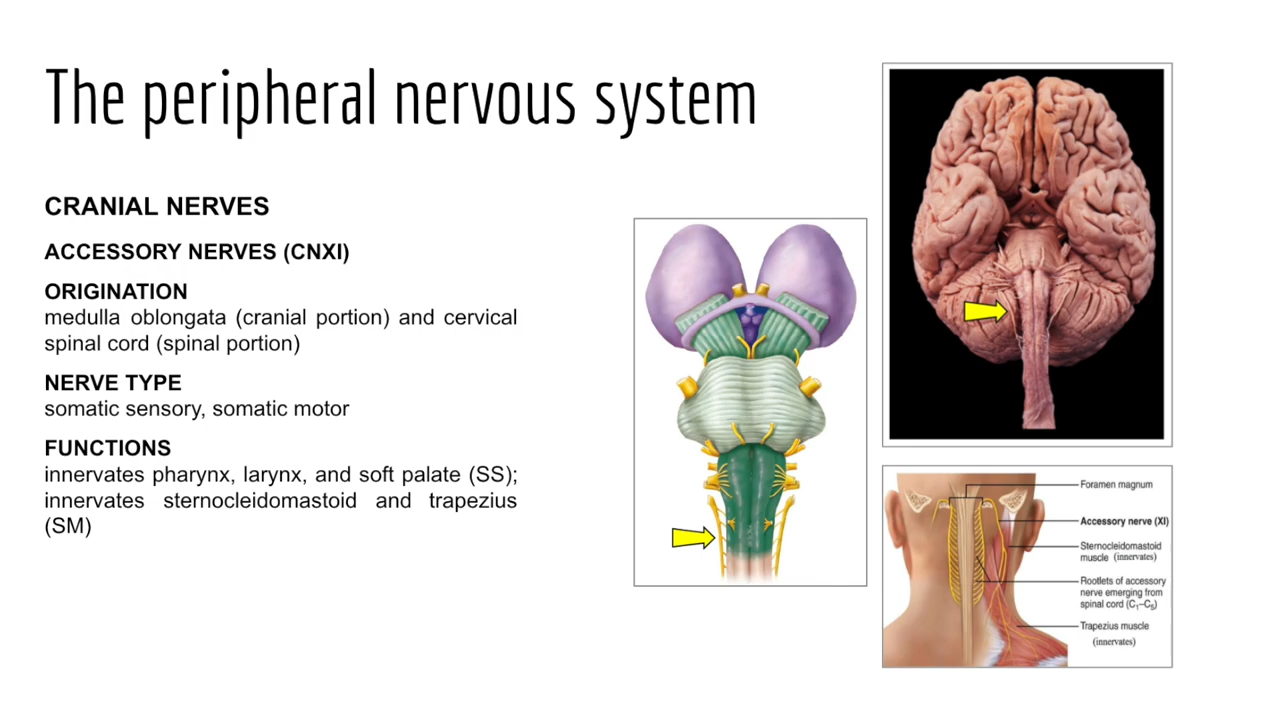 The peripheral nervous system
CRANIAL NERVES
ACCESSORY NERVES (CNXI)
ORIGINATION
medulla oblongata (cranial portion) and cervical
spinal cord (spinal portion)
NERVE TYPE
somatic sensory, somatic motor
FUNCTIONS
innervates pharynx, larynx, and soft palate (SS);
innervates sternocleidomastoid and trapezius
(SM)
Foramen magnum
Accessory nerve (XI)
Sternocleidomastoid
muscle (innervates)
Rootlets of accessory
nerve emerging from
spinal cord (C₁–C₅)
Trapezius muscle
(innervates)